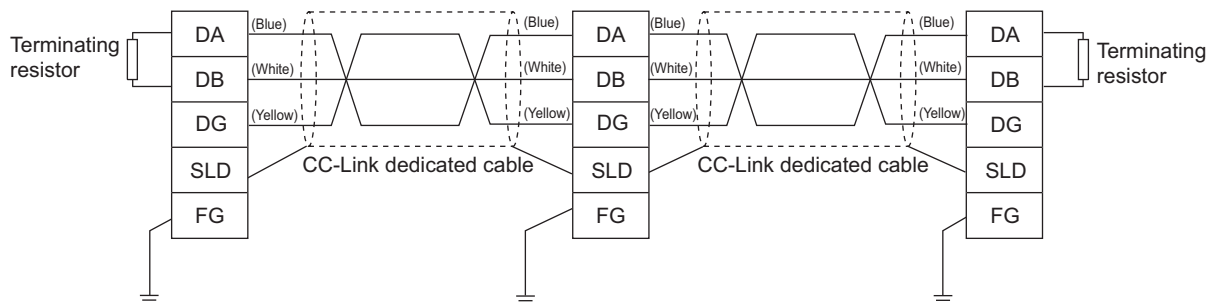 Terminating
resistor
DA
DB
DG
SLD
FG
(Blue)
(White)
(Yellow)
CC-Link dedicated cable
(Blue)
(White)
(Yellow)
DA
DB
DG
SLD
FG
(Blue)
(White)
(Yellow)
CC-Link dedicated cable
(Blue)
(White)
(Yellow)
DA
DB
DG
SLD
FG
Terminating
resistor